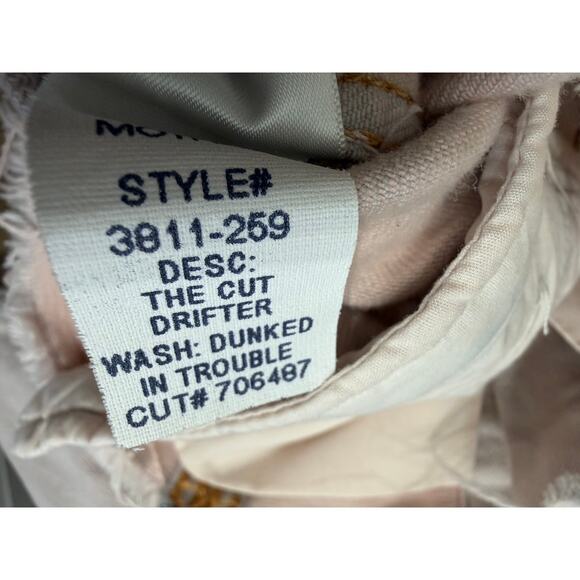 STYLE#
3811-259
DESC:
THE CUT
DRIFTER
WASH: DUNKED
IN TROUBLE
CUT# 706487